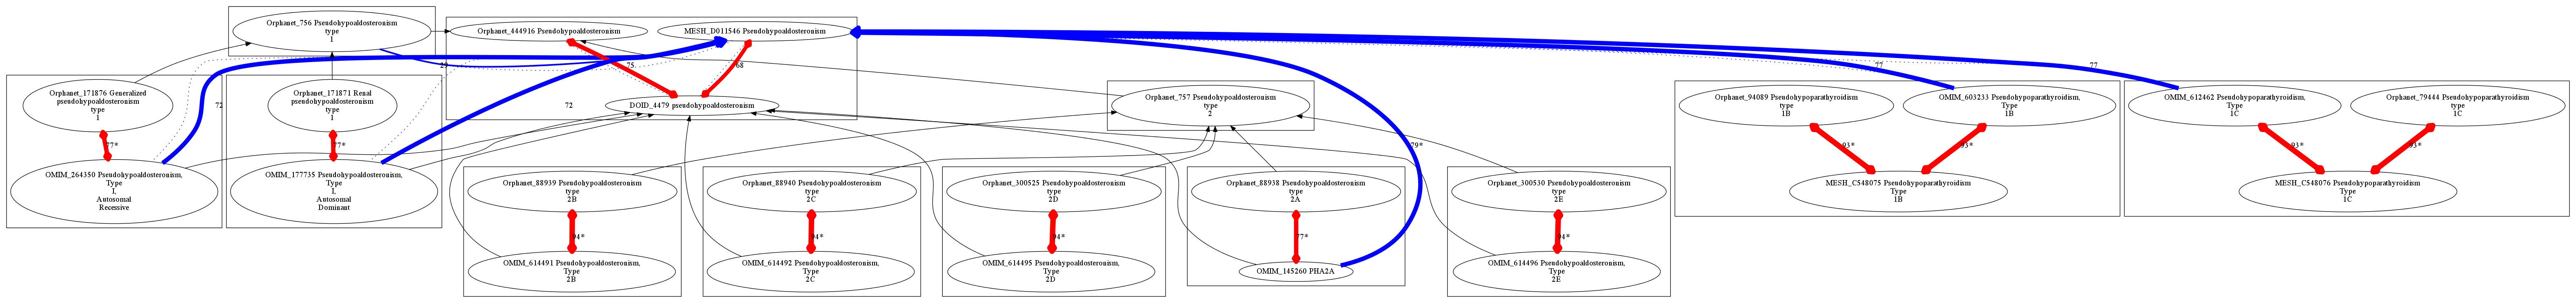 Orphanet_756 Pseudohypoaldosteronism
type
1
Orphanet_444916 Pseudohypoaldosteronism
MESH_D011546 Pseudohypoaldosteronism
29
75
68
77
77
Orphanet_171876 Generalized
pseudohypoaldosteronism
type
1
Orphanet_171871 Renal
pseudohypoaldosteronism
type
1
72
72
DOID_4479 pseudohypoaldosteronism
Orphanet_757 Pseudohypoaldosteronism
type
2
Orphanet_94089 Pseudohypoparathyroidism
type
1B
OMIM_603233 Pseudohypoparathyroidism,
Type
1B
OMIM_612462 Pseudohypoparathyroidism,
Type
1C
Orphanet_79444 Pseudohypoparathyroidism
type
1C
77*
77*
79*
93*
93*
93*
93*
OMIM_264350 Pseudohypoaldosteronism,
Type
I,
Autosomal
Recessive
OMIM_177735 Pseudohypoaldosteronism,
Type
I,
Autosomal
Dominant
Orphanet_88939 Pseudohypoaldosteronism
type
2B
Orphanet_88940 Pseudohypoaldosteronism
type
2C
Orphanet_300525 Pseudohypoaldosteronism
type
2D
Orphanet_88938 Pseudohypoaldosteronism
type
2A
Orphanet_300530 Pseudohypoaldosteronism
type
2E
MESH_C548075 Pseudohypoparathyroidism
Type
1B
MESH_C548076 Pseudohypoparathyroidism
Type
1C
94*
94*
94*
77*
94*
OMIM_614491 Pseudohypoaldosteronism,
Type
2B
OMIM_614492 Pseudohypoaldosteronism,
Type
2C
OMIM_614495 Pseudohypoaldosteronism,
Type
2D
OMIM_145260 PHA2A
OMIM_614496 Pseudohypoaldosteronism,
Type
2E